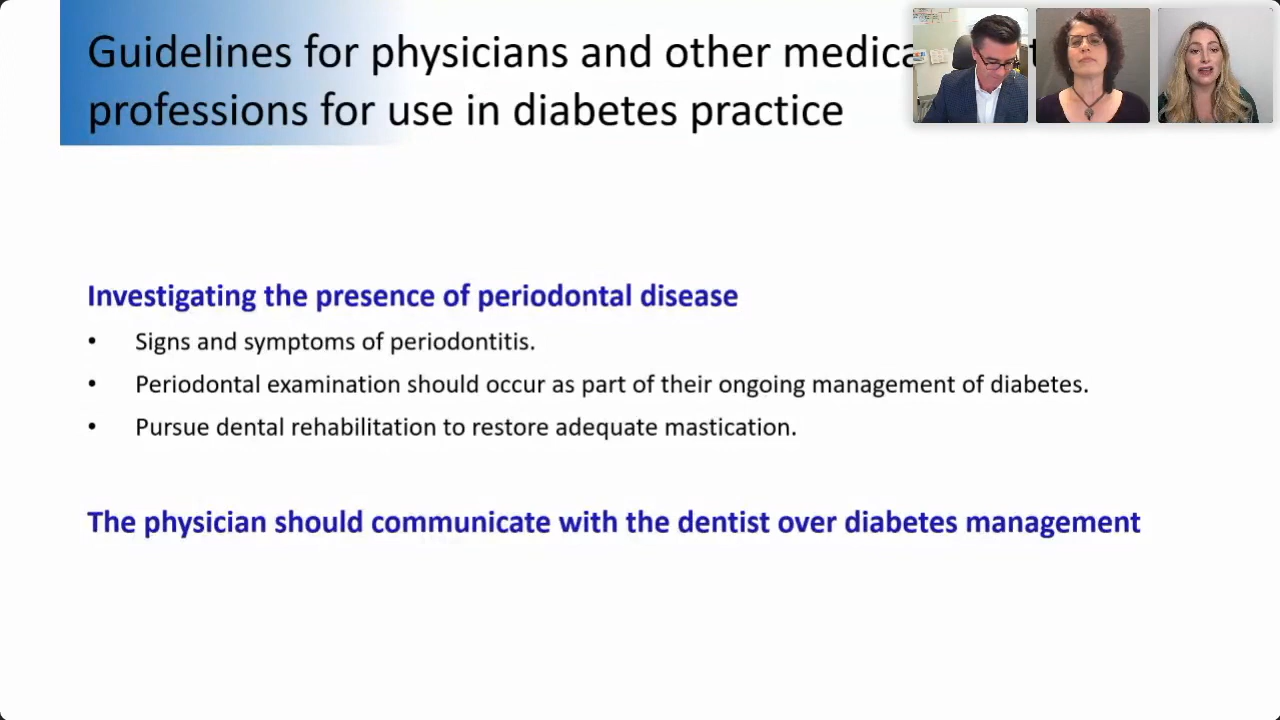 Guidelines for physicians and other medica
professions for use in diabetes practice
Investigating the presence of periodontal disease
• Signs and symptoms of periodontitis.
• Periodontal examination should occur as part of their ongoing management of diabetes.
• Pursue dental rehabilitation to restore adequate mastication.
The physician should communicate with the dentist over diabetes management